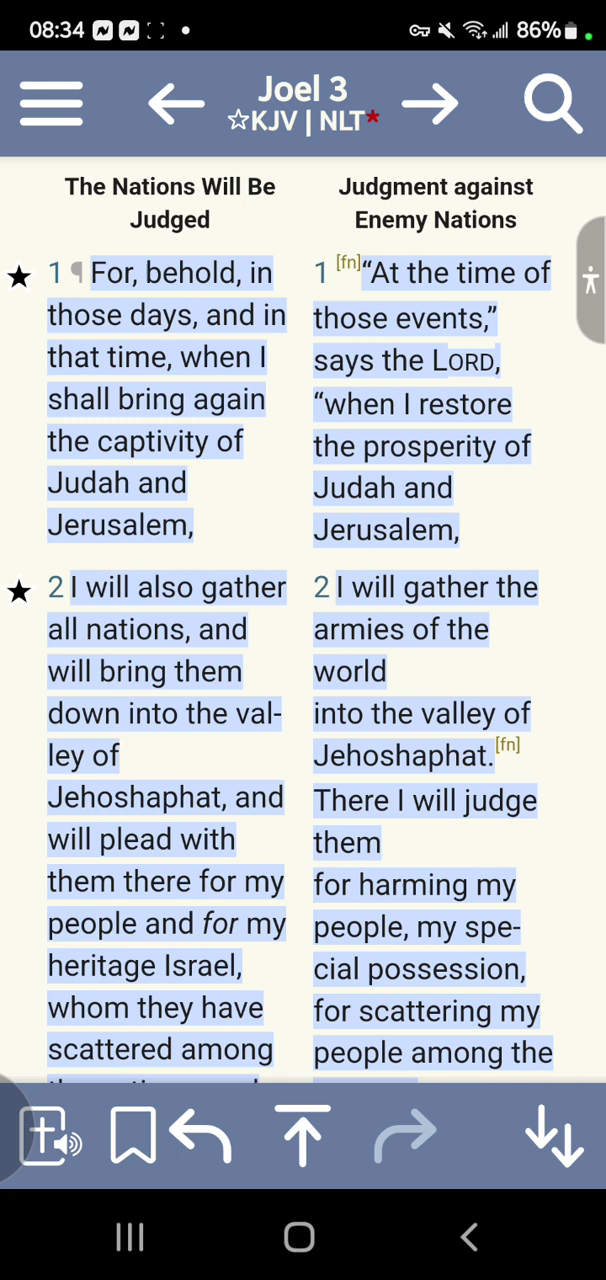 08:34
86%
Joel 3
☆KJV | NLT*
The Nations Will Be
Judged
★ 1 ¶ For, behold, in
those days, and in
that time, when I
shall bring again
the captivity of
Judah and
Jerusalem,
★ 2 I will also gather
all nations, and
will bring them
down into the val-
ley of
Jehoshaphat, and
will plead with
them there for my
people and for my
heritage Israel,
whom they have
scattered among
Judgment against
Enemy Nations
1 [fn]“At the time of
those events,”
says the LORD,
“when I restore
the prosperity of
Judah and
Jerusalem,
2 I will gather the
armies of the
world
into the valley of
Jehoshaphat.[fn]
There I will judge
them
for harming my
people, my spe-
cial possession,
for scattering my
people among the